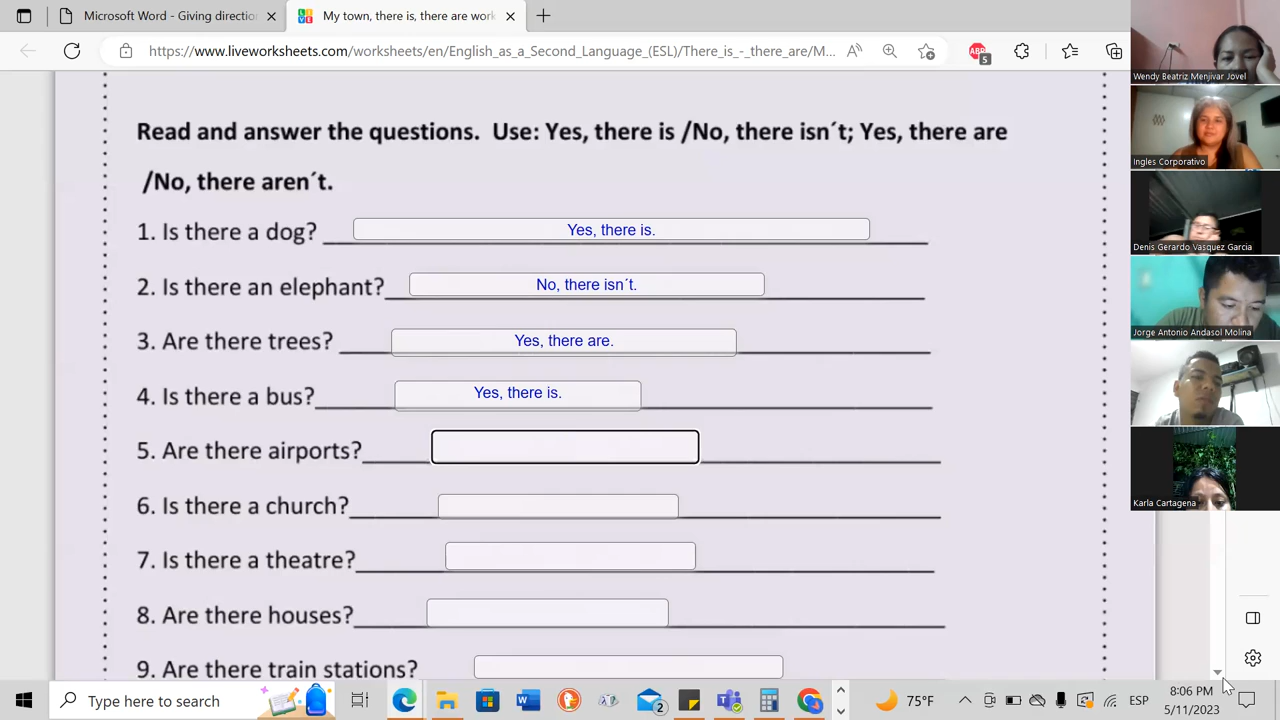 Microsoft Word - Giving directio
My town, there is, there are work
https://www.liveworksheets.com/worksheets/en/English_as_a_Second_Language_(ESL)/There_is_-_there_are/M...
ABP 5
Read and answer the questions. Use: Yes, there is /No, there isn´t; Yes, there are
/No, there aren´t.
1. Is there a dog? Yes, there is.
2. Is there an elephant? No, there isn´t.
3. Are there trees? Yes, there are.
4. Is there a bus? Yes, there is.
5. Are there airports?
6. Is there a church?
7. Is there a theatre?
8. Are there houses?
9. Are there train stations?
Wendy Beatriz Menjivar Jovel
Ingles Corporativo
Denis Gerardo Vasquez Garcia
Jorge Antonio Andasol Molina
Karla Cartagena
Type here to search
2
75°F
ESP
8:06 PM
5/11/2023